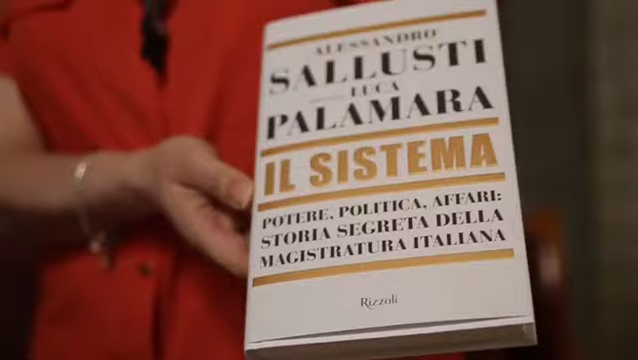 ALESSANDRO
SALLUSTI
LUCA
PALAMARA
IL SISTEMA
POTERE, POLITICA, AFFARI:
STORIA SEGRETA DELLA
MAGISTRATURA ITALIANA
Rizzoli